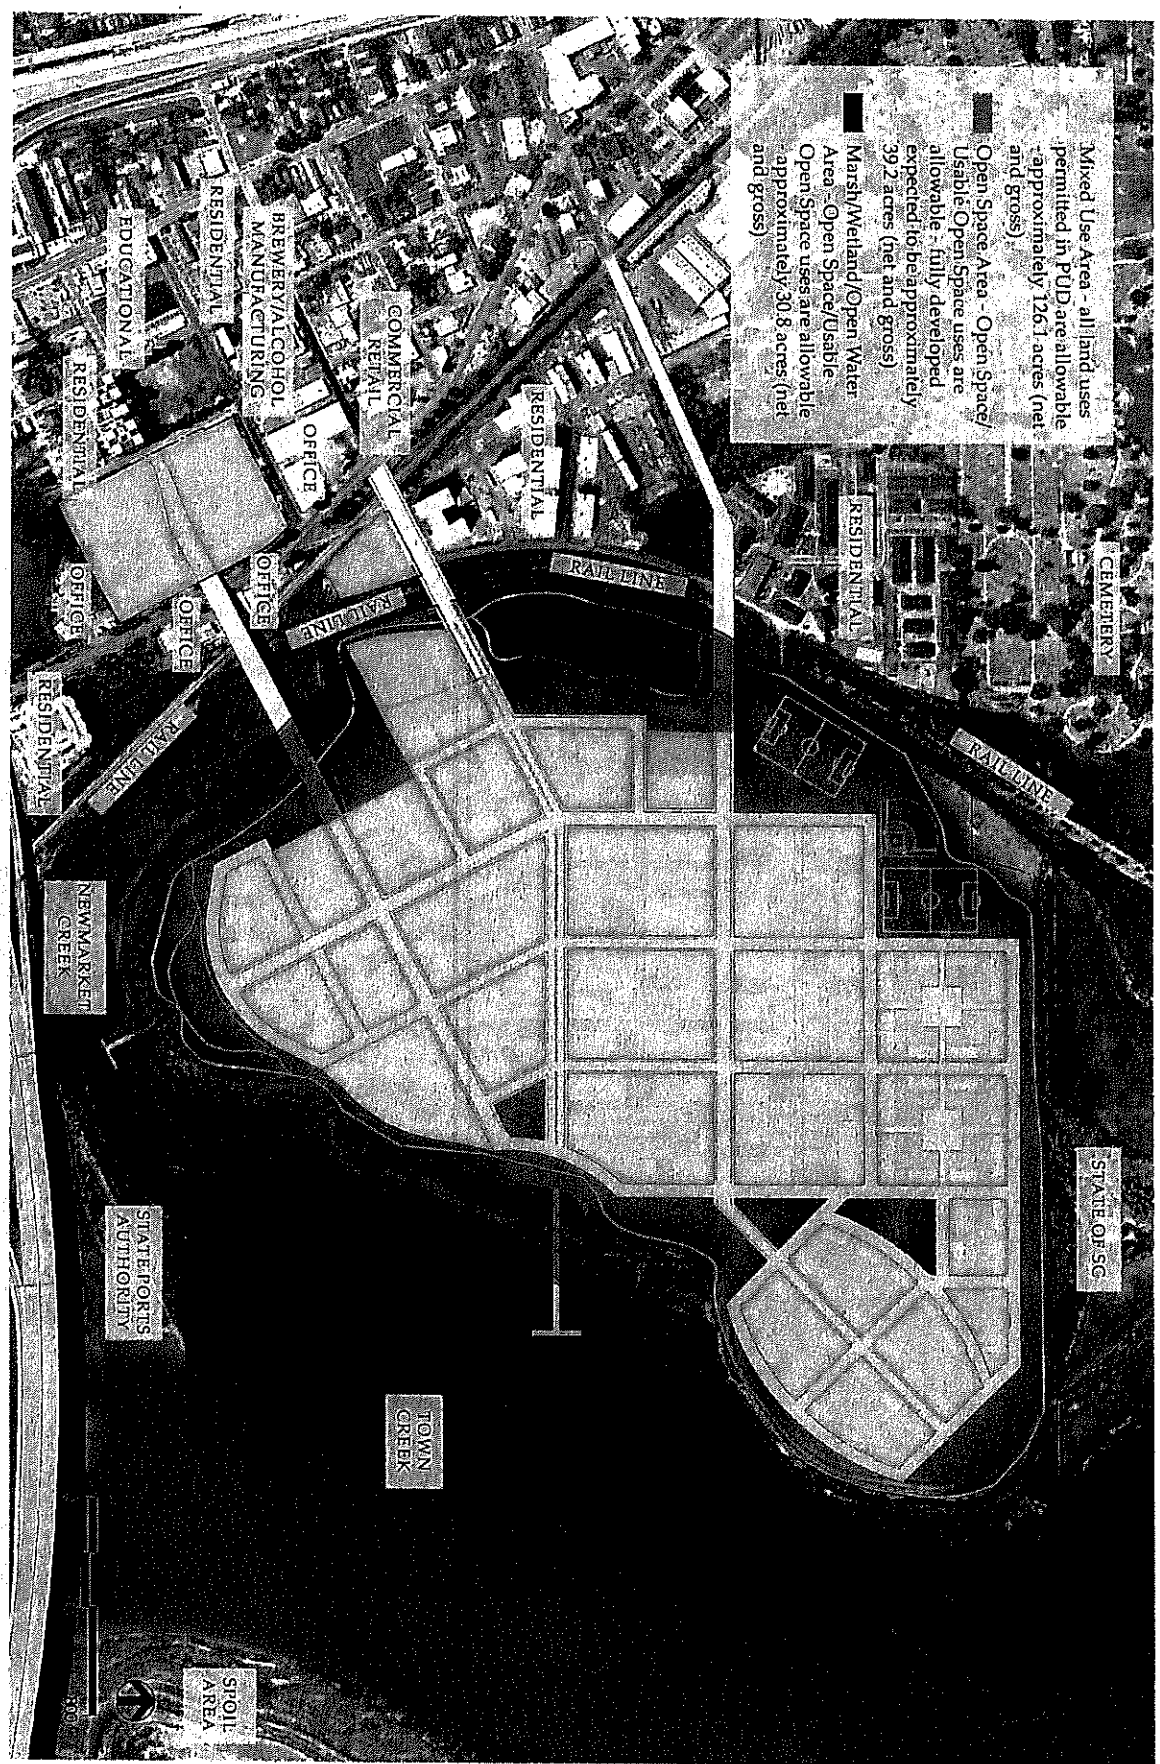 Mixed Use Area - all land uses
permitted in PUD are allowable
-approximately 126.1 acres (net
and gross)
Open Space Area - Open Space/
Usable Open Space uses are
allowable - fully developed
expected to be approximately
39.2 acres (net and gross)
Marsh/Wetland/Open Water
Area - Open Space/Usable
Open Space uses are allowable
-approximately 30.8 acres (net
and gross)
CEMETERY
RESIDENTIAL
RAIL LINE
STATE OF SC
RESIDENTIAL
RAIL LINE
COMMERCIAL
RETAIL
OFFICE
RAIL LINE
BREWERY/ALCOHOL
MANUFACTURING
RESIDENTIAL
OFFICE
EDUCATIONAL
RESIDENTIAL
OFFICE
OFFICE
RAIL LINE
RESIDENTIAL
NEWMARKET
CREEK
STATE PORTS
AUTHORITY
TOWN
CREEK
SPOIL
AREA